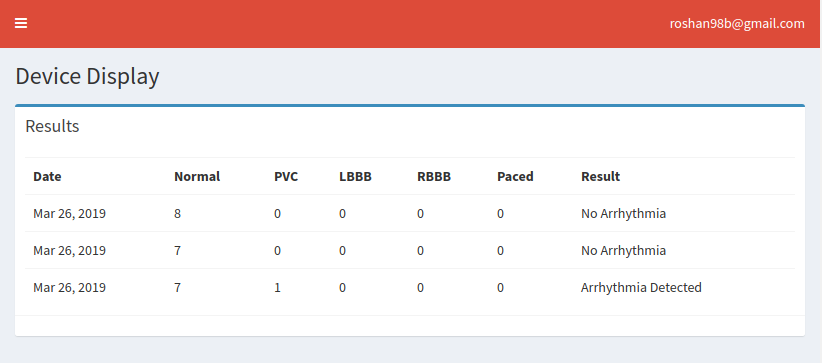 roshan98b@gmail.com
Device Display
Results
Date Normal PVC LBBB RBBB Paced Result
Mar 26, 2019 8 0 0 0 0 No Arrhythmia
Mar 26, 2019 7 0 0 0 0 No Arrhythmia
Mar 26, 2019 7 1 0 0 0 Arrhythmia Detected